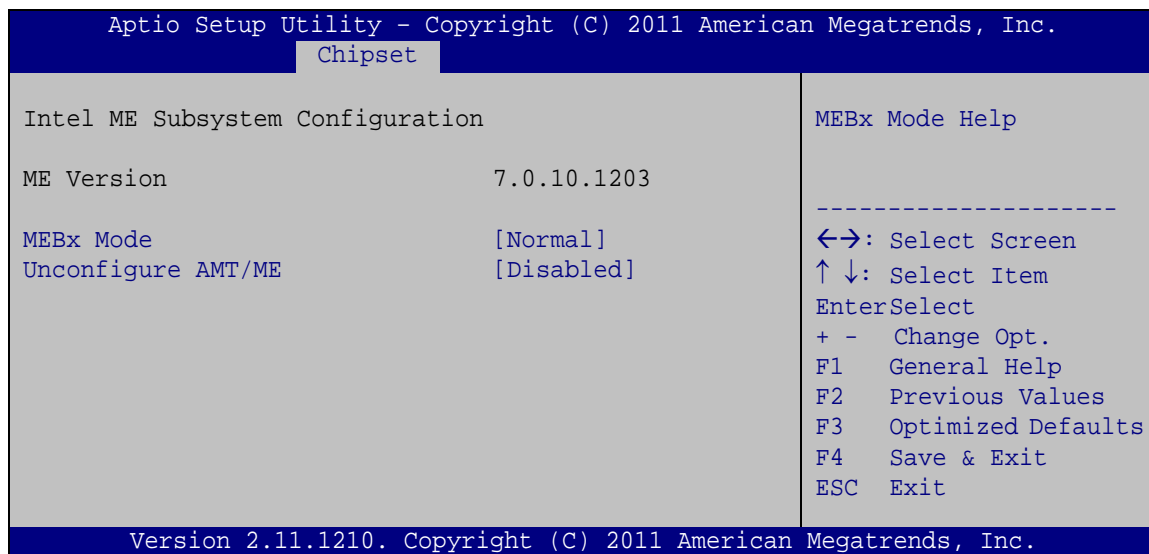 Aptio Setup Utility – Copyright (C) 2011 American Megatrends, Inc.
Chipset
Intel ME Subsystem Configuration
ME Version 7.0.10.1203
MEBx Mode [Normal]
Unconfigure AMT/ME [Disabled]
MEBx Mode Help
---------------------
←→: Select Screen
↑ ↓: Select Item
EnterSelect
+ - Change Opt.
F1 General Help
F2 Previous Values
F3 Optimized Defaults
F4 Save & Exit
ESC Exit
Version 2.11.1210. Copyright (C) 2011 American Megatrends, Inc.